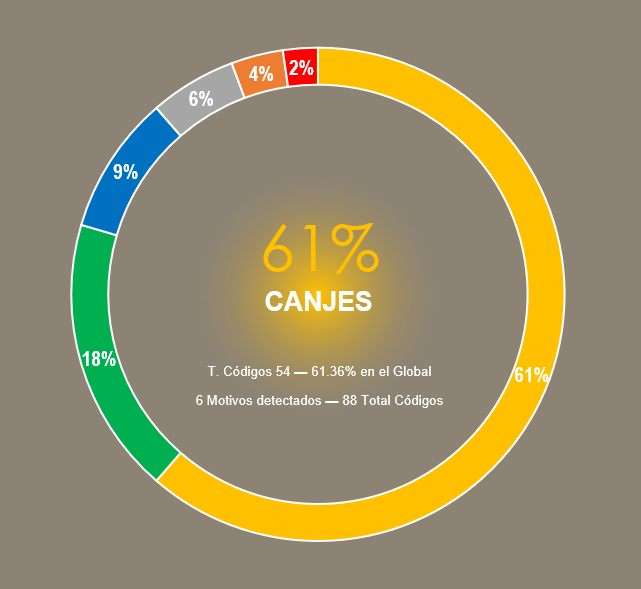 2%
4%
6%
9%
61%
CANJES
18%
T. Códigos 54 — 61.36% en el Global
61%
6 Motivos detectados — 88 Total Códigos